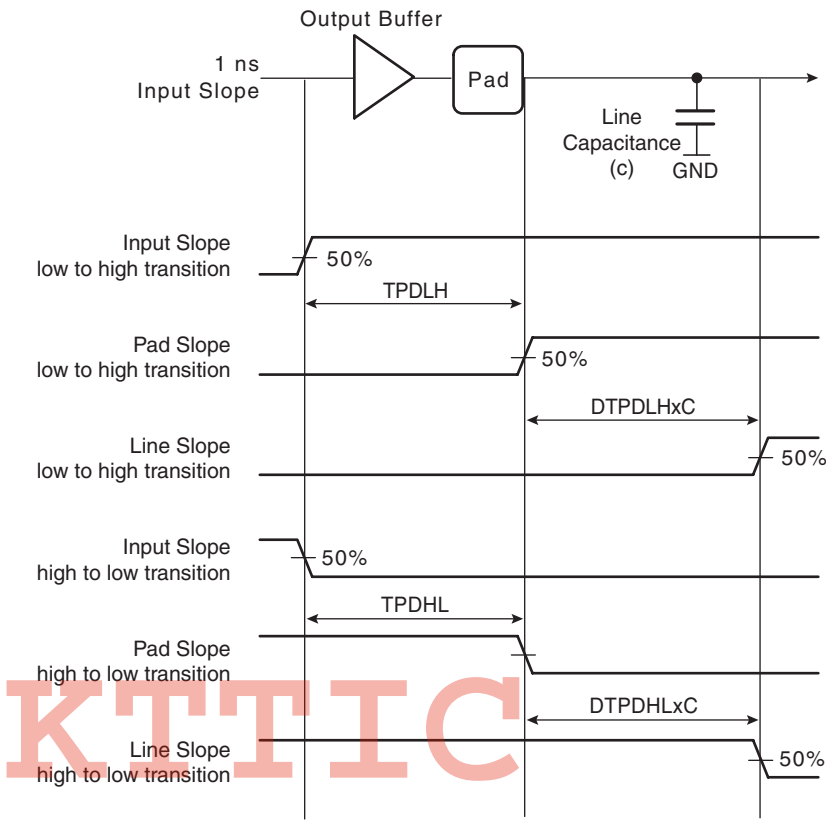 Output Buffer
1 ns
Input Slope
Pad
Line
Capacitance
(c)
GND
Input Slope
low to high transition
50%
TPDLH
Pad Slope
low to high transition
50%
DTPDLHxC
Line Slope
low to high transition
50%
Input Slope
high to low transition
50%
TPDHL
Pad Slope
high to low transition
DTPDHLxC
Line Slope
high to low transition
50%
KTTIC